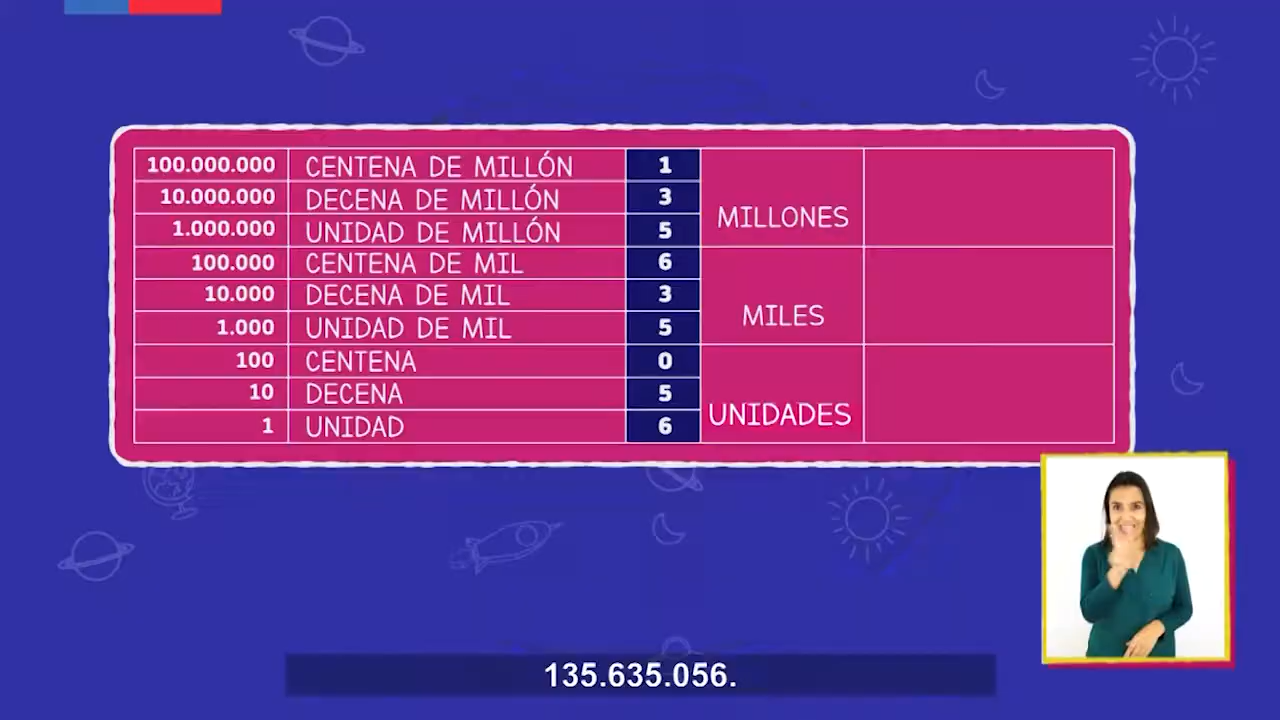 100.000.000 CENTENA DE MILLÓN 1
10.000.000 DECENA DE MILLÓN 3
1.000.000 UNIDAD DE MILLÓN 5
MILLONES
100.000 CENTENA DE MIL 6
10.000 DECENA DE MIL 3
1.000 UNIDAD DE MIL 5
MILES
100 CENTENA 0
10 DECENA 5
1 UNIDAD 6
UNIDADES
135.635.056.